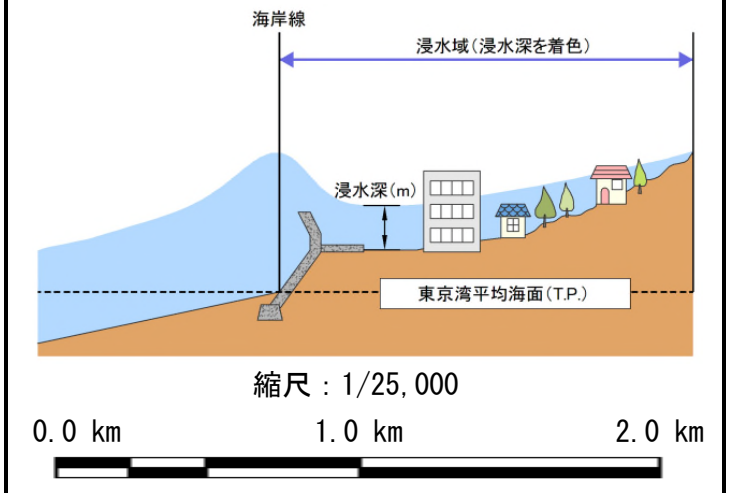 海岸線
浸水域(浸水深を着色)
浸水深(m)
東京湾平均海面(T.P.)
縮尺：1/25,000
0.0 km 1.0 km 2.0 km